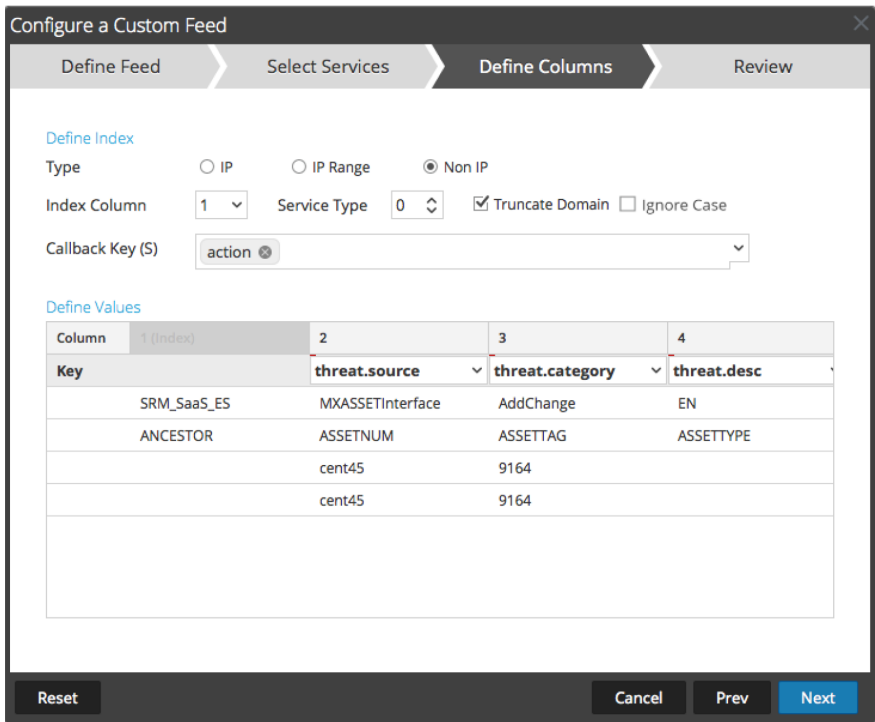 Configure a Custom Feed
Define Feed Select Services Define Columns Review
Define Index
Type IP IP Range Non IP
Index Column 1 Service Type 0 Truncate Domain Ignore Case
Callback Key (S) action
Define Values
Column 1 (Index) 2 3 4
Key threat.source threat.category threat.desc
SRM_SaaS_ES MXASSETInterface AddChange EN
ANCESTOR ASSETNUM ASSETTAG ASSETTYPE
cent45 9164
cent45 9164
Reset Cancel Prev Next